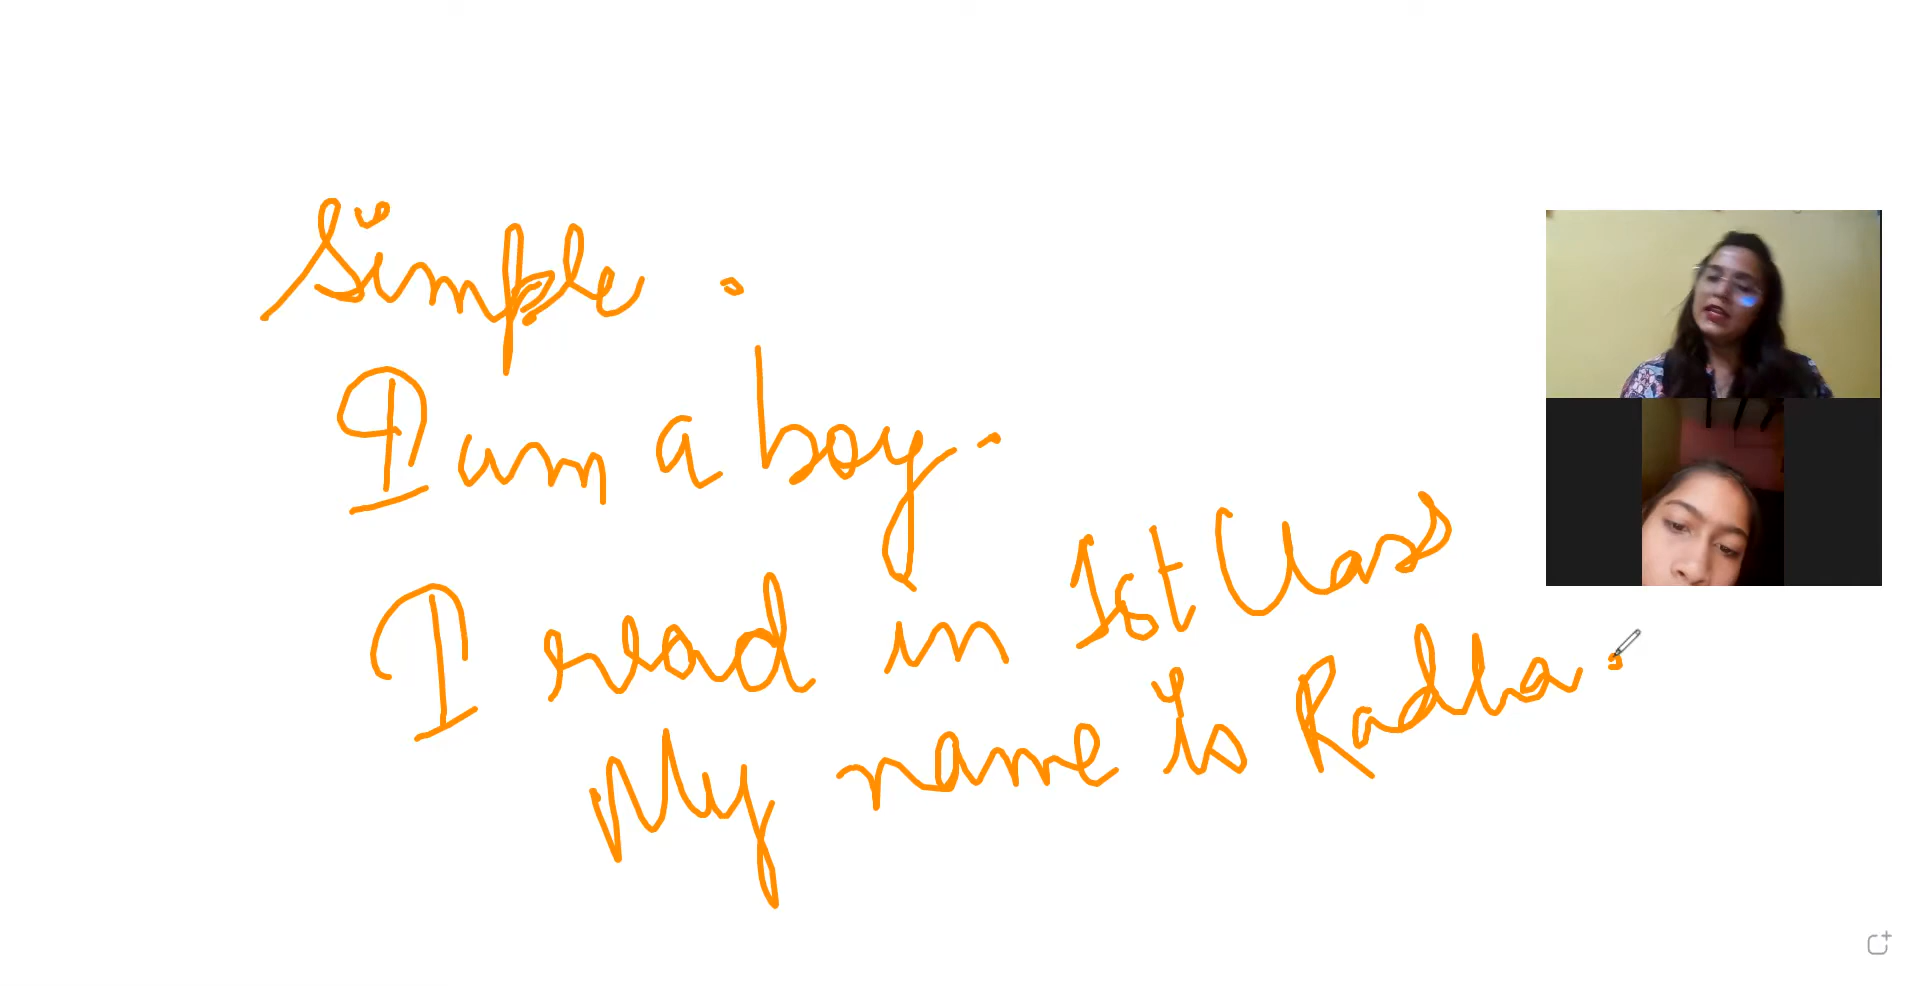 Simple .
I am a boy .
I read in 1st Class
My name is Radha .